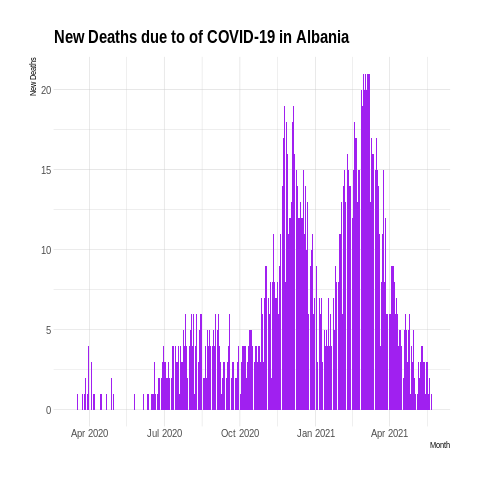 New Deaths due to of COVID-19 in Albania
New Deaths
20
15
10
5
0
Apr 2020 Jul 2020 Oct 2020 Jan 2021 Apr 2021
Month